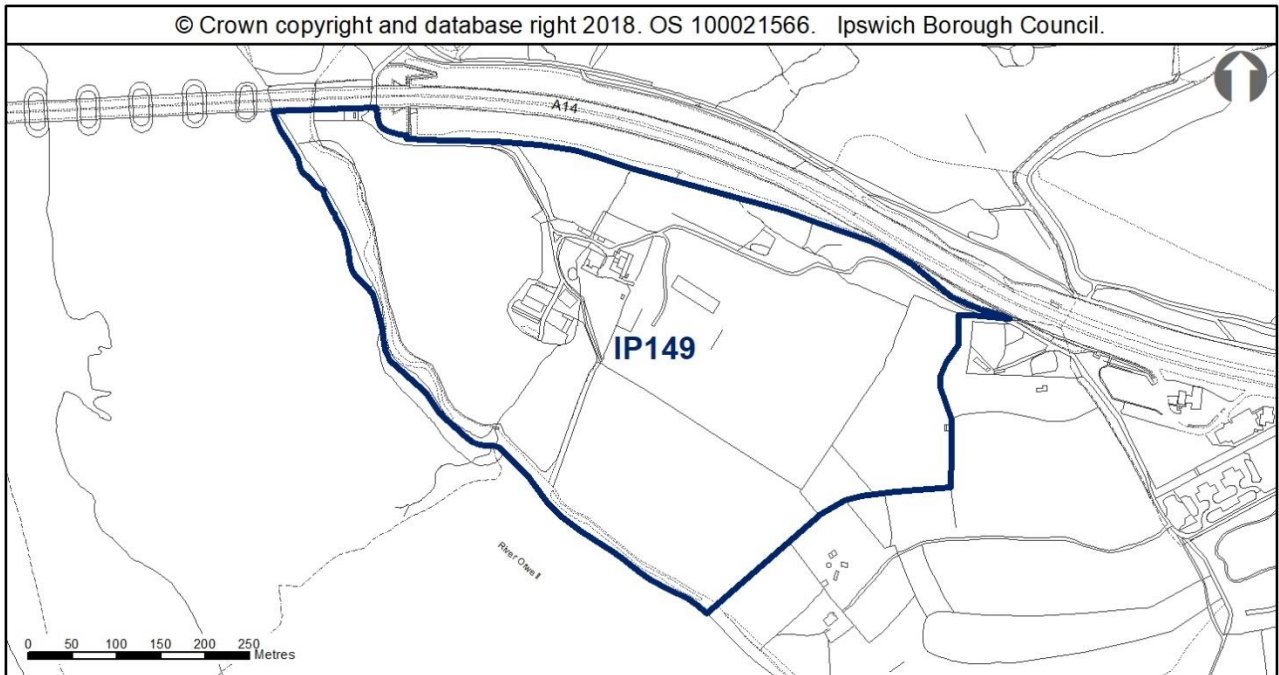 © Crown copyright and database right 2018. OS 100021566. Ipswich Borough Council.
A14
IP149
River Orwell
0 50 100 150 200 250
Metres